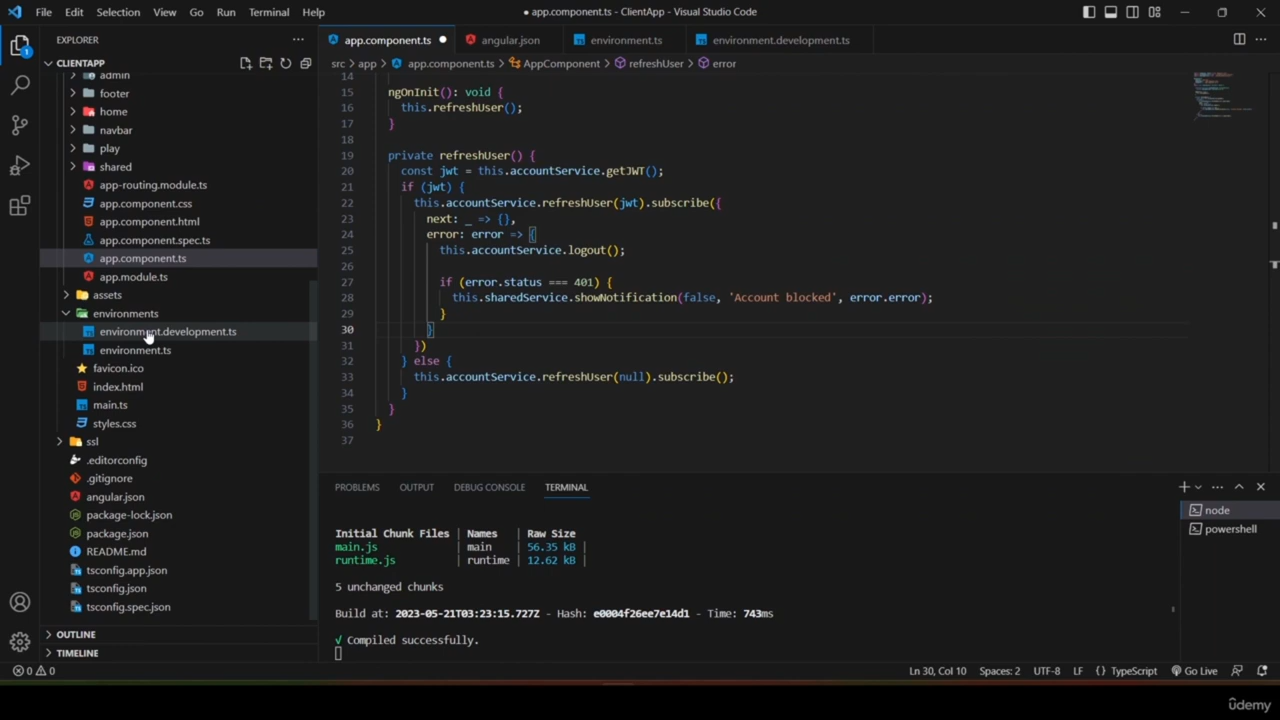 File Edit Selection View Go Run Terminal Help
● app.component.ts - ClientApp - Visual Studio Code
EXPLORER
app.component.ts
angular.json
environment.ts
environment.development.ts
CLIENTAPP
src > app > app.component.ts > AppComponent > refreshUser > error
1
admin
footer
home
navbar
play
shared
app-routing.module.ts
app.component.css
app.component.html
app.component.spec.ts
app.component.ts
app.module.ts
assets
environments
environment.development.ts
environment.ts
favicon.ico
index.html
main.ts
styles.css
ssl
.editorconfig
.gitignore
angular.json
package-lock.json
package.json
README.md
tsconfig.app.json
tsconfig.json
tsconfig.spec.json
OUTLINE
TIMELINE
14
15 ngOnInit(): void {
16 this.refreshUser();
17 }
18
19 private refreshUser() {
20 const jwt = this.accountService.getJWT();
21 if (jwt) {
22 this.accountService.refreshUser(jwt).subscribe({
23 next: _ => {},
24 error: error => {
25 this.accountService.logout();
26
27 if (error.status === 401) {
28 this.sharedService.showNotification(false, 'Account blocked', error.error);
29 }
30 }
31 })
32 } else {
33 this.accountService.refreshUser(null).subscribe();
34 }
35 }
36 }
37
PROBLEMS OUTPUT DEBUG CONSOLE TERMINAL
node
powershell
Initial Chunk Files | Names | Raw Size
main.js | main | 56.35 kB |
runtime.js | runtime | 12.62 kB |
5 unchanged chunks
Build at: 2023-05-21T03:23:15.727Z - Hash: e0004f26ee7e14d1 - Time: 743ms
√ Compiled successfully.
0 0 Ln 30, Col 10 Spaces: 2 UTF-8 LF {} TypeScript Go Live
ûdemy